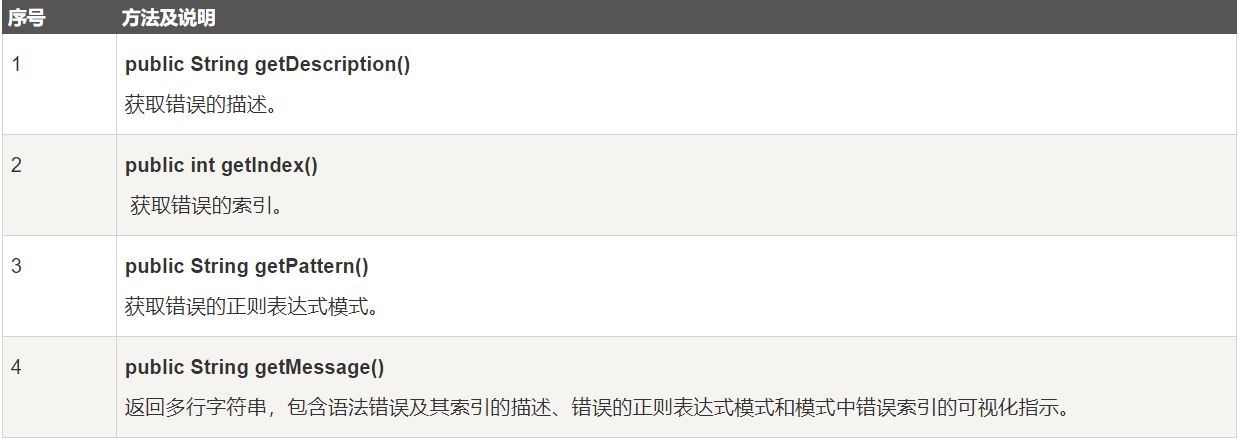 序号 方法及说明
1 public String getDescription()
获取错误的描述。
2 public int getIndex()
获取错误的索引。
3 public String getPattern()
获取错误的正则表达式模式。
4 public String getMessage()
返回多行字符串，包含语法错误及其索引的描述、错误的正则表达式模式和模式中错误索引的可视化指示。